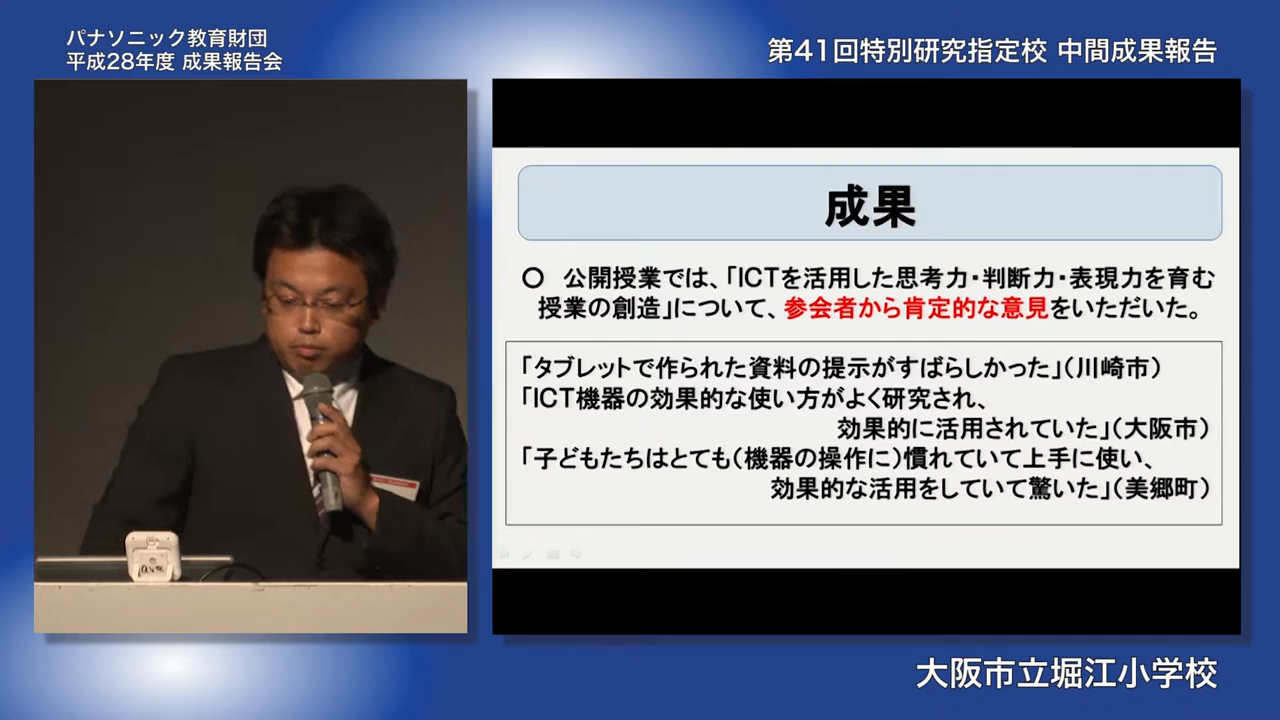 パナソニック教育財団
平成28年度 成果報告会
第41回特別研究指定校 中間成果報告
成果
○ 公開授業では、「ICTを活用した思考力・判断力・表現力を育む
授業の創造」について、参会者から肯定的な意見をいただいた。
「タブレットで作られた資料の提示がすばらしかった」(川崎市)
「ICT機器の効果的な使い方がよく研究され、
効果的に活用されていた」(大阪市)
「子どもたちはとても(機器の操作に)慣れていて上手に使い、
効果的な活用をしていて驚いた」(美郷町)
大阪市立堀江小学校